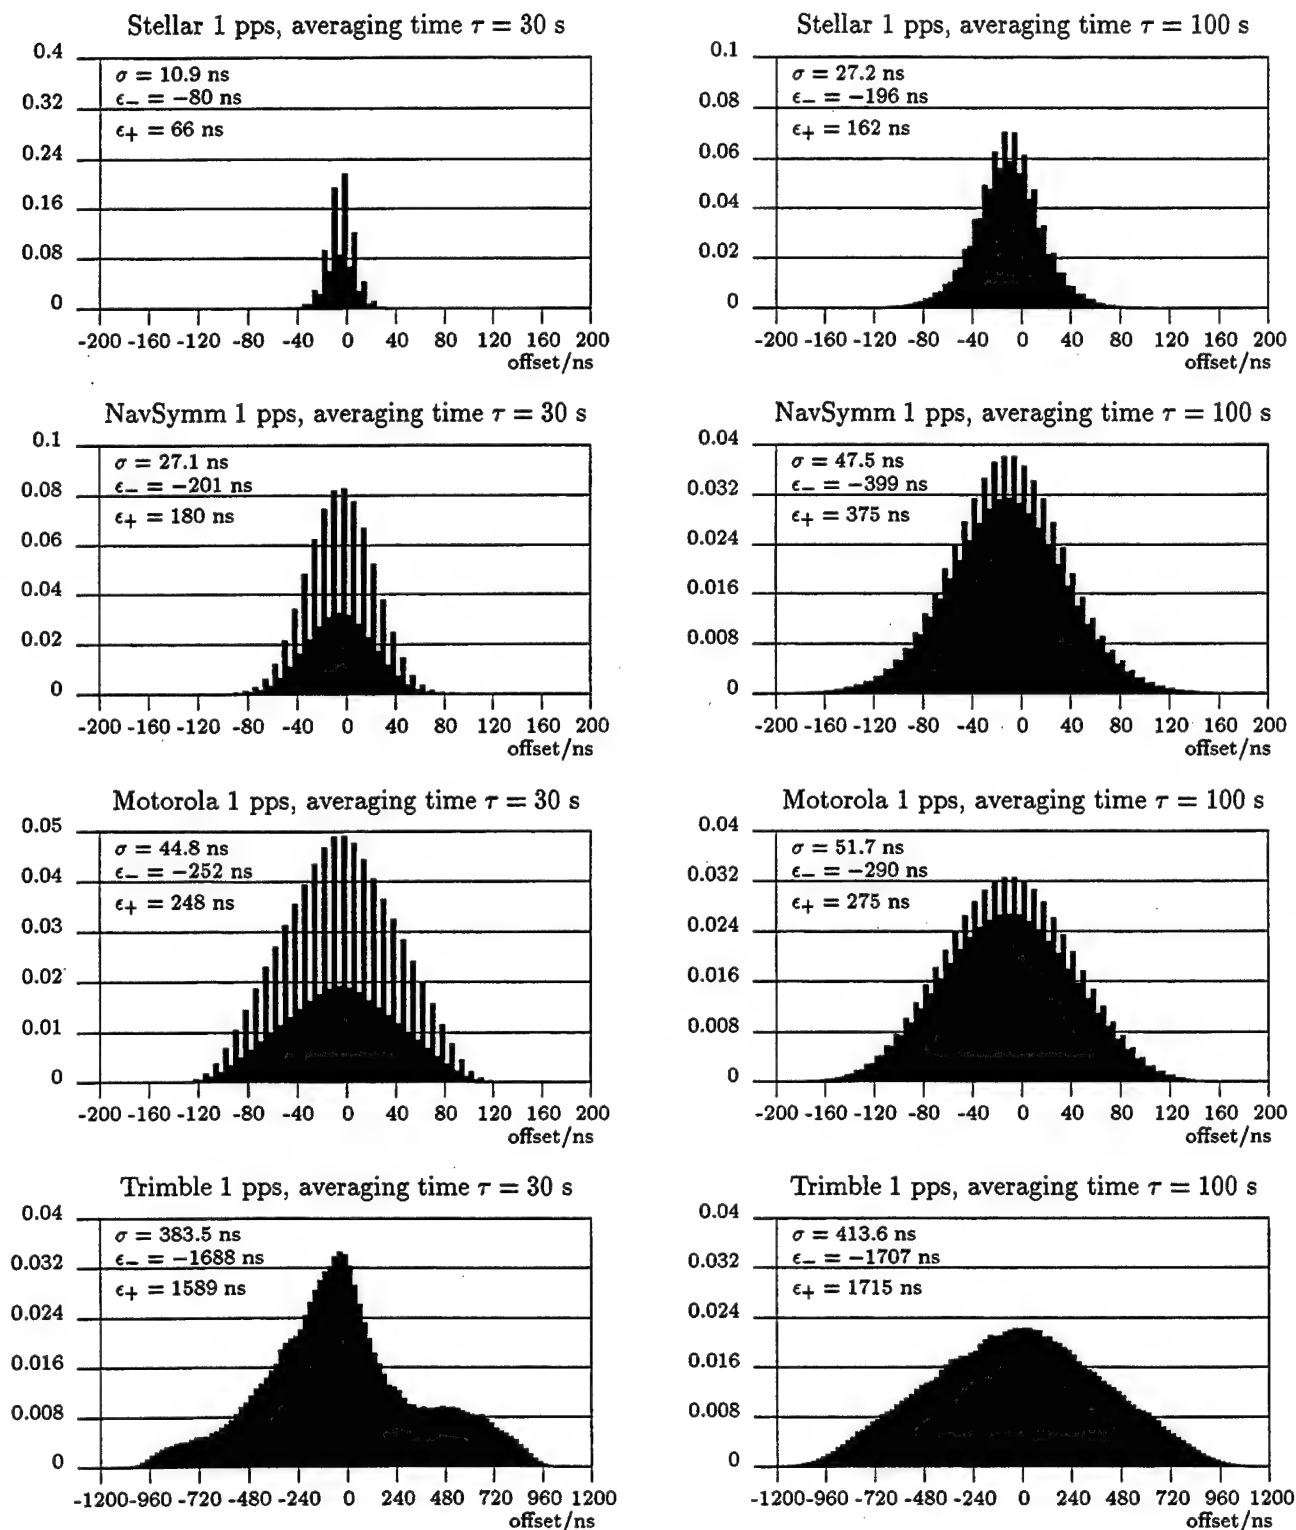 Stellar 1 pps, averaging time τ = 30 s
0.4
0.32
0.24
0.16
0.08
0
σ = 10.9 ns
ϵ− = −80 ns
ϵ+ = 66 ns
-200 -160 -120 -80 -40 0 40 80 120 160 200
offset/ns
Stellar 1 pps, averaging time τ = 100 s
0.1
0.08
0.06
0.04
0.02
0
σ = 27.2 ns
ϵ− = −196 ns
ϵ+ = 162 ns
-200 -160 -120 -80 -40 0 40 80 120 160 200
offset/ns
NavSymm 1 pps, averaging time τ = 30 s
0.1
0.08
0.06
0.04
0.02
0
σ = 27.1 ns
ϵ− = −201 ns
ϵ+ = 180 ns
-200 -160 -120 -80 -40 0 40 80 120 160 200
offset/ns
NavSymm 1 pps, averaging time τ = 100 s
0.04
0.032
0.024
0.016
0.008
0
σ = 47.5 ns
ϵ− = −399 ns
ϵ+ = 375 ns
-200 -160 -120 -80 -40 0 40 80 120 160 200
offset/ns
Motorola 1 pps, averaging time τ = 30 s
0.05
0.04
0.03
0.02
0.01
0
σ = 44.8 ns
ϵ− = −252 ns
ϵ+ = 248 ns
-200 -160 -120 -80 -40 0 40 80 120 160 200
offset/ns
Motorola 1 pps, averaging time τ = 100 s
0.04
0.032
0.024
0.016
0.008
0
σ = 51.7 ns
ϵ− = −290 ns
ϵ+ = 275 ns
-200 -160 -120 -80 -40 0 40 80 120 160 200
offset/ns
Trimble 1 pps, averaging time τ = 30 s
0.04
0.032
0.024
0.016
0.008
0
σ = 383.5 ns
ϵ− = −1688 ns
ϵ+ = 1589 ns
-1200 -960 -720 -480 -240 0 240 480 720 960 1200
offset/ns
Trimble 1 pps, averaging time τ = 100 s
0.04
0.032
0.024
0.016
0.008
0
σ = 413.6 ns
ϵ− = −1707 ns
ϵ+ = 1715 ns
-1200 -960 -720 -480 -240 0 240 480 720 960 1200
offset/ns